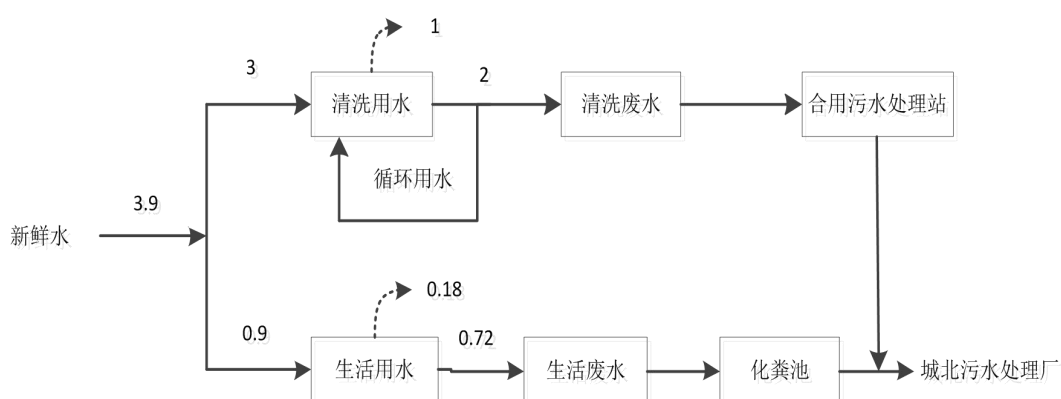 1
3
2
清洗用水
清洗废水
合用污水处理站
循环用水
3.9
新鲜水
0.18
0.9
0.72
生活用水
生活废水
化粪池
城北污水处理厂